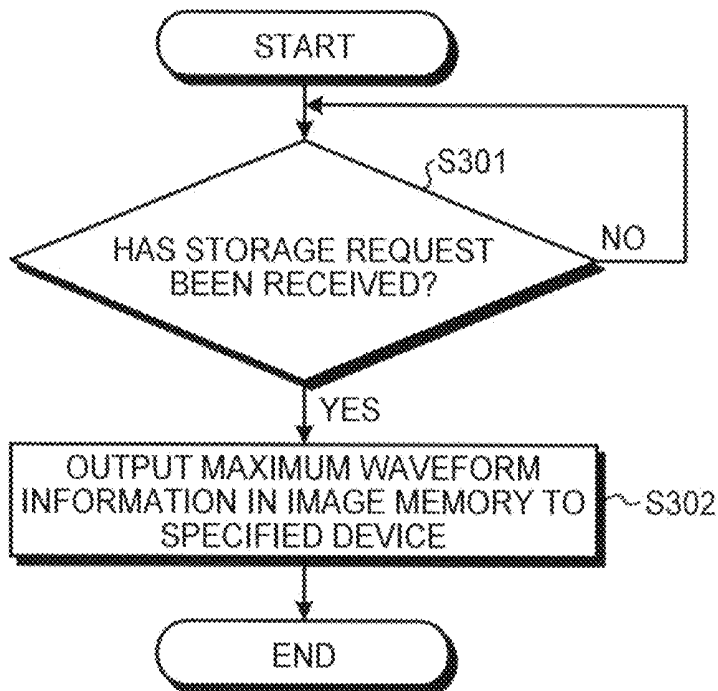 START
S301
HAS STORAGE REQUEST
BEEN RECEIVED?
NO
YES
OUTPUT MAXIMUM WAVEFORM
INFORMATION IN IMAGE MEMORY TO
SPECIFIED DEVICE
S302
END